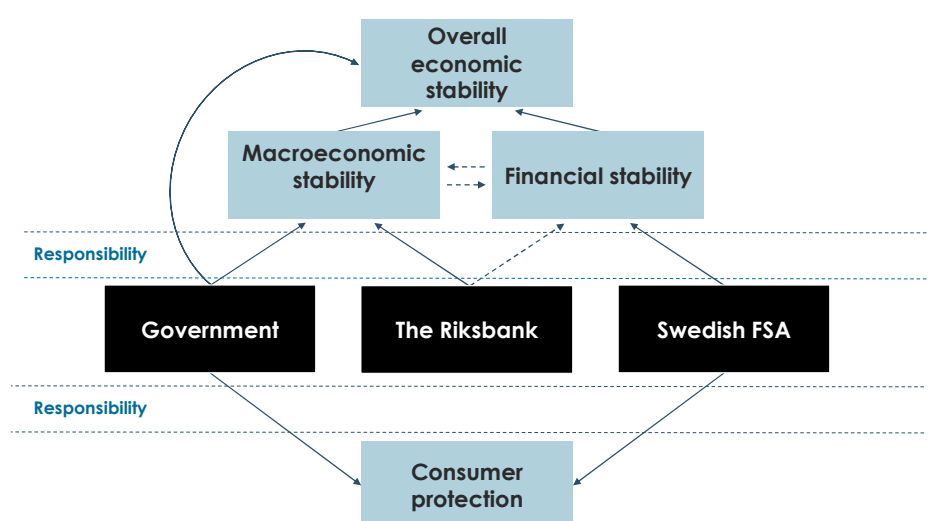 Overall
economic
stability
Macroeconomic
stability
Financial stability
Responsibility
Government
The Riksbank
Swedish FSA
Responsibility
Consumer
protection